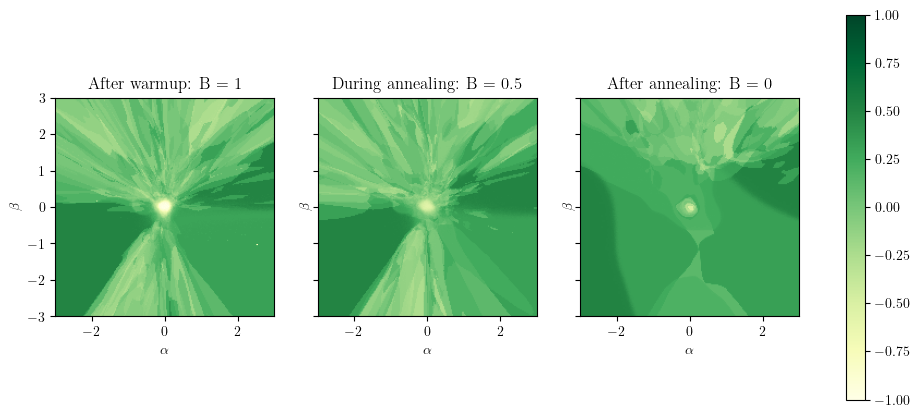 After warmup: B = 1
During annealing: B = 0.5
After annealing: B = 0
3
2
1
0
−1
−2
−3
β
β
β
−2
0
2
−2
0
2
−2
0
2
α
α
α
1.00
0.75
0.50
0.25
0.00
−0.25
−0.50
−0.75
−1.00